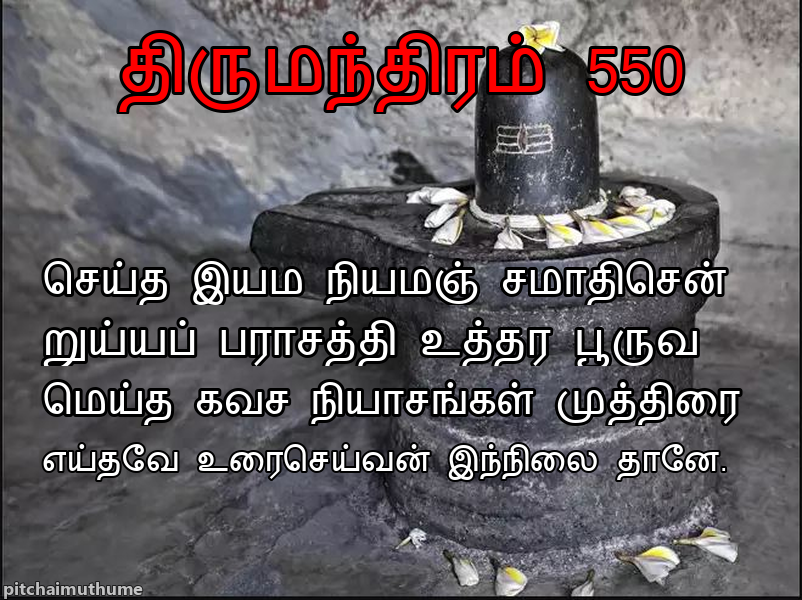 திருமந்திரம் 550
செய்த இயம நியமஞ் சமாதிசென்
றுய்யப் பராசத்தி உத்தர பூருவ
மெய்த கவச நியாசங்கள் முத்திரை
எய்தவே உரைசெய்வன் இந்நிலை தானே.
pitchaimuthume